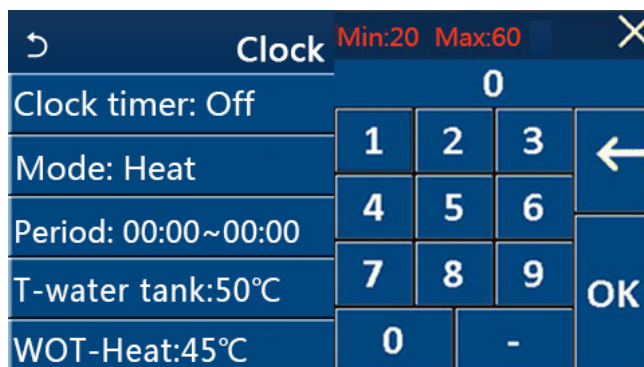 Clock
Clock timer: Off
Mode: Heat
Period: 00:00~00:00
T-water tank:50℃
WOT-Heat:45℃
Min:20 Max:60
0
1 2 3
4 5 6
7 8 9
OK
0 -